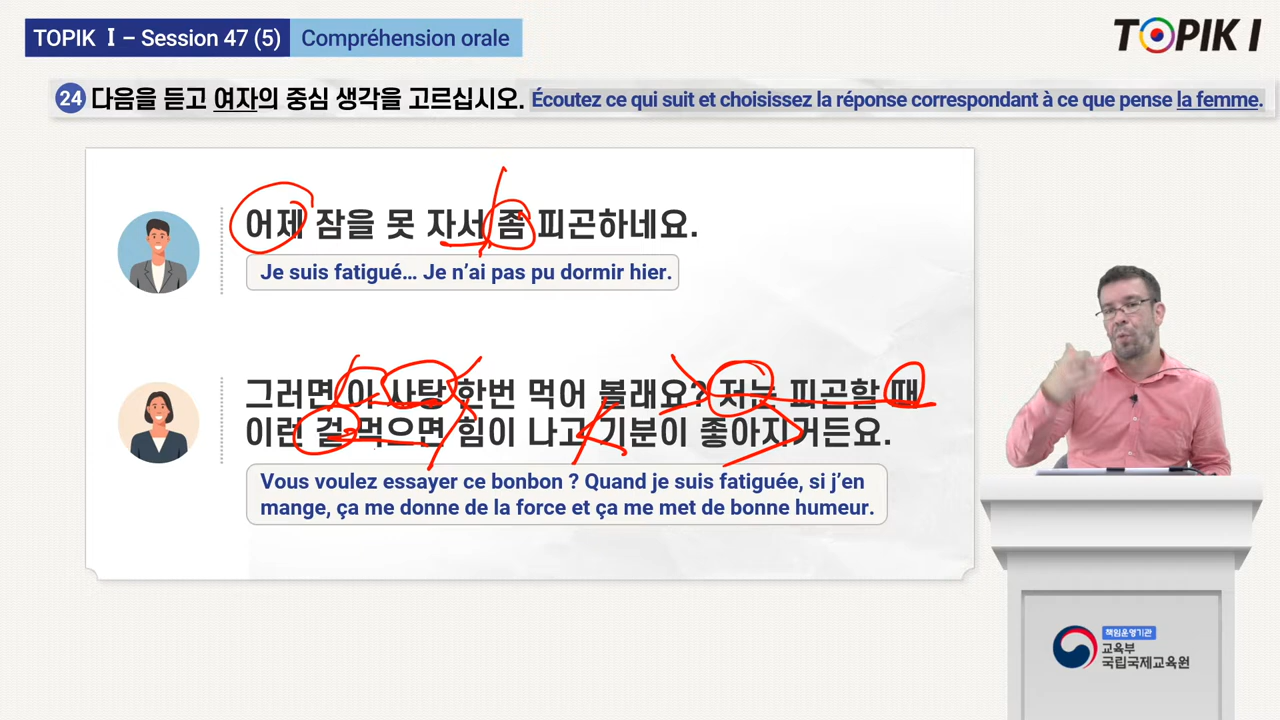 TOPIK Ⅰ – Session 47 (5) Compréhension orale
TOPIK I
24 다음을 듣고 여자의 중심 생각을 고르십시오. Écoutez ce qui suit et choisissez la réponse correspondant à ce que pense la femme.
어제 잠을 못 자서 좀 피곤하네요.
Je suis fatigué... Je n'ai pas pu dormir hier.
그러면 이 사탕 한번 먹어 볼래요? 저는 피곤할 때
이런 걸 먹으면 힘이 나고 기분이 좋아지거든요.
Vous voulez essayer ce bonbon ? Quand je suis fatiguée, si j'en
mange, ça me donne de la force et ça me met de bonne humeur.
책임운영기관
교육부
국립국제교육원